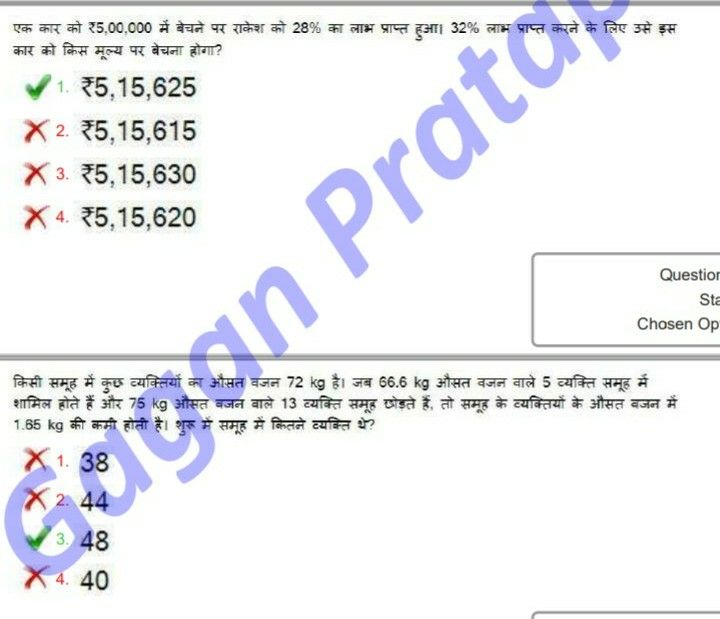 एक कार को ₹5,00,000 में बेचने पर राकेश को 28% का लाभ प्राप्त हुआ। 32% लाभ प्राप्त करने के लिए उसे इस
कार को किस मूल्य पर बेचना होगा?
1. ₹5,15,625
2. ₹5,15,615
3. ₹5,15,630
4. ₹5,15,620
Question
Sta
Chosen Op
किसी समूह में कुछ व्यक्तियों का औसत वजन 72 kg है। जब 66.6 kg औसत वजन वाले 5 व्यक्ति समूह में
शामिल होते हैं और 75 kg औसत वजन वाले 13 व्यक्ति समूह छोड़ते हैं, तो समूह के व्यक्तियों के औसत वजन में
1.65 kg की कमी होती है। शुरू में समूह में कितने व्यक्ति थे?
1. 38
2. 44
3. 48
4. 40
Gagan Pratap